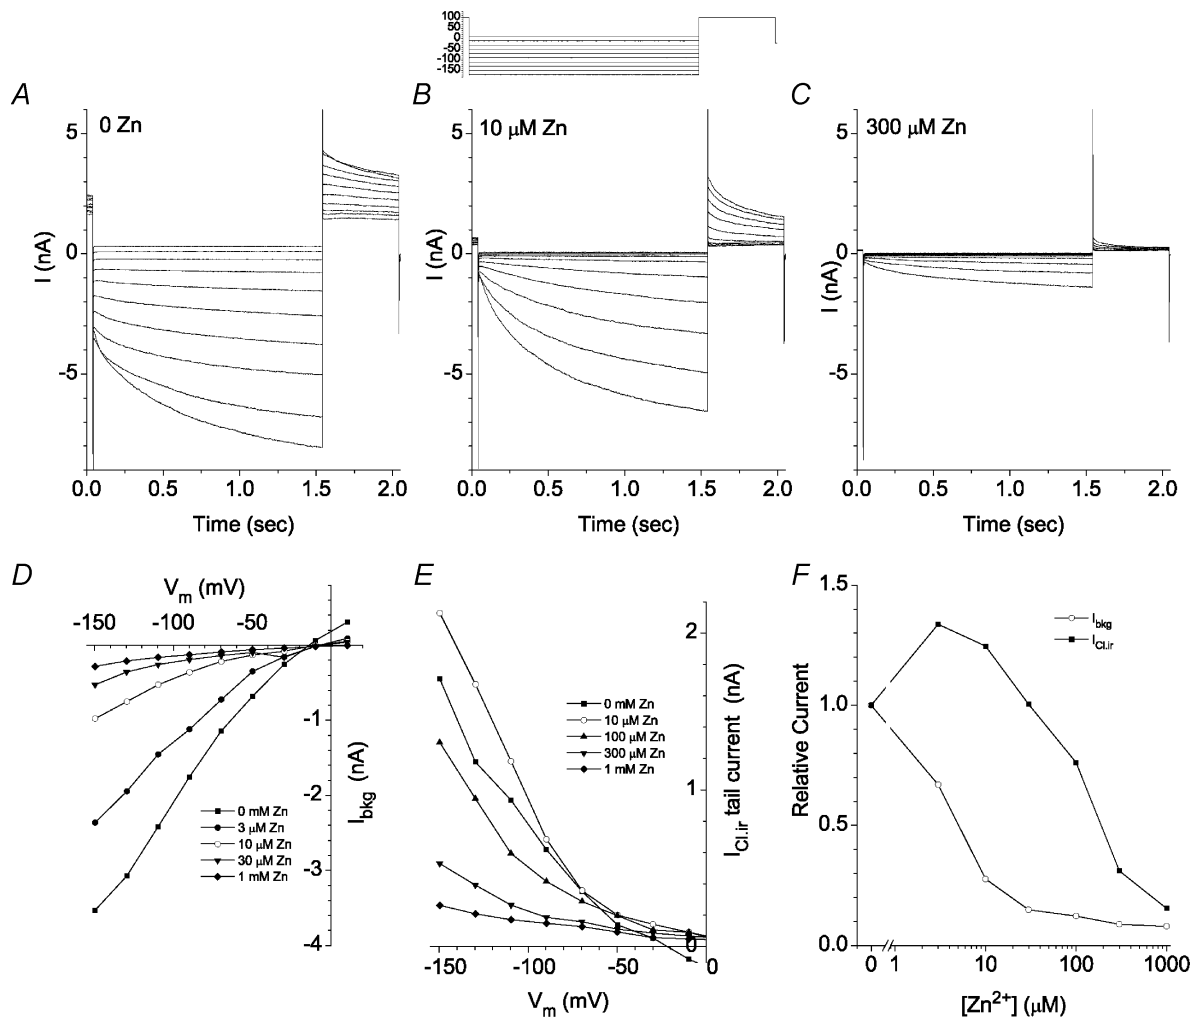 100
50
0
-50
-100
-150
A
B
C
0 Zn
10 μM Zn
300 μM Zn
5
0
-5
I (nA)
0.0 0.5 1.0 1.5 2.0
Time (sec)
5
0
-5
I (nA)
0.0 0.5 1.0 1.5 2.0
Time (sec)
5
0
-5
I (nA)
0.0 0.5 1.0 1.5 2.0
Time (sec)
D
Vm (mV)
-150 -100 -50
-1
-2
-3
-4
Ibkg (nA)
0 mM Zn
3 μM Zn
10 μM Zn
30 μM Zn
1 mM Zn
E
2
1
0
ICl.ir tail current (nA)
0 mM Zn
10 μM Zn
100 μM Zn
300 μM Zn
1 mM Zn
-150 -100 -50 0
Vm (mV)
F
1.5
1.0
0.5
0.0
Relative Current
Ibkg
ICl.ir
0 1 10 100 1000
[Zn2+] (μM)